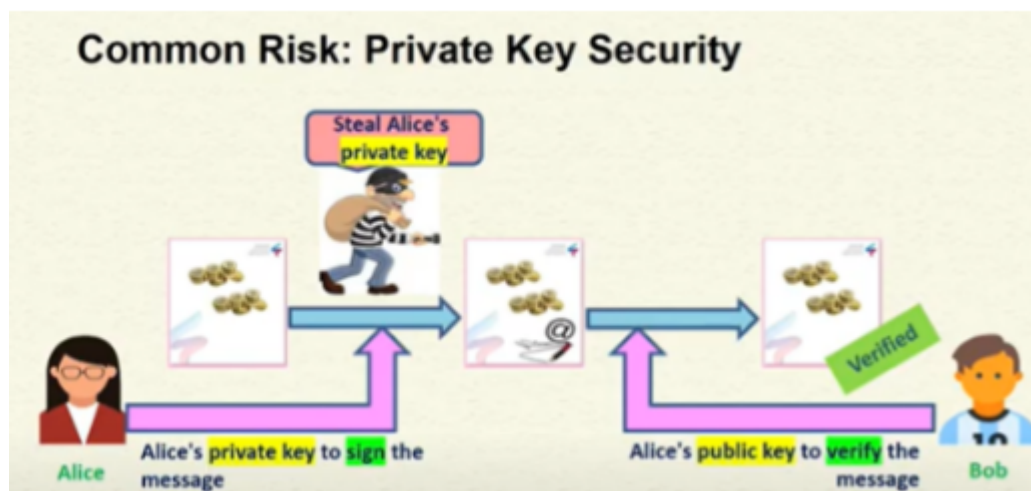 Common Risk: Private Key Security
Steal Alice's
private key
@
Verified
Alice's private key to sign the
message
Alice's public key to verify the
message
Alice
Bob